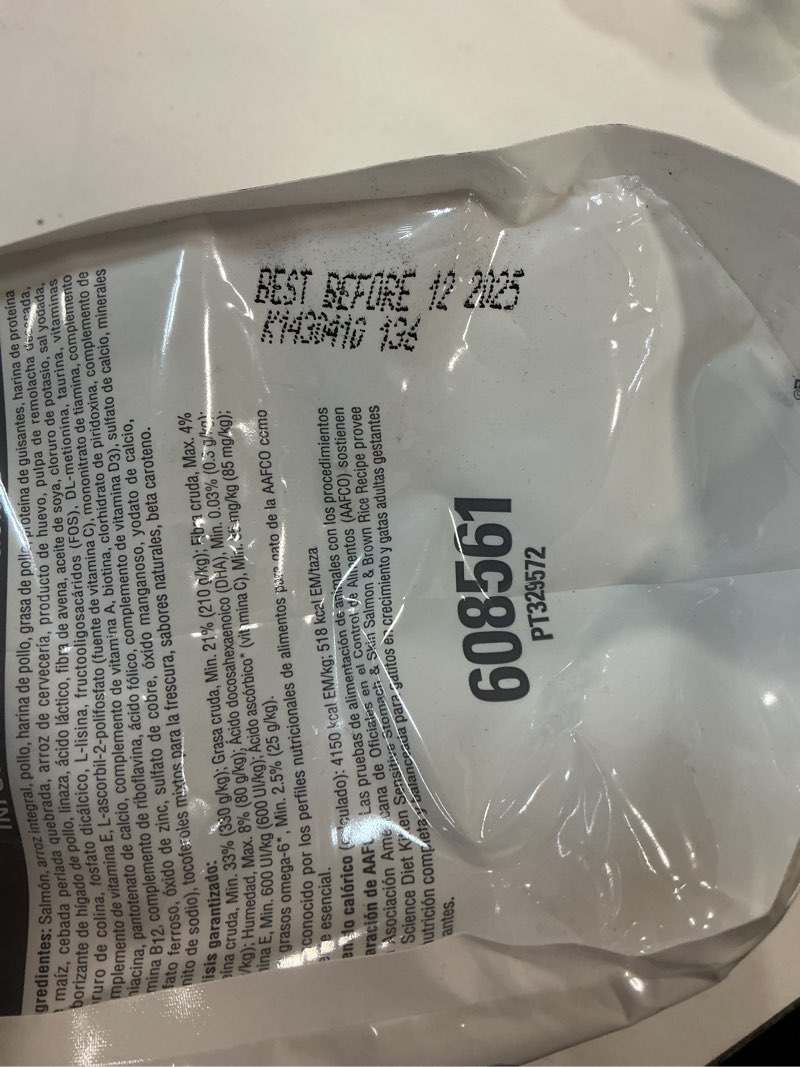 gredientes: Salmón, arroz integral, pollo, harina de pollo, grasa de pollo, proteína de guisantes, harina de proteína
maíz, cebada perlada quebrada, arroz de cervecería, producto de huevo, pulpa de remolacha desecada,
borizante de hígado de pollo, linaza, ácido láctico, fibra de avena, aceite de soya, cloruro de potasio, sal yodada,
ruro de colina, fosfato dicálcico, L-lisina, fructooligosacáridos (FOS), DL-metionina, taurina, vitaminas
mplemento de vitamina E, L-ascorbil-2-polifosfato (fuente de vitamina C), mononitrato de tiamina, complemento
niacina, pantotenato de calcio, complemento de vitamina A, biotina, clorhidrato de piridoxina, complemento de
mina B12, complemento de riboflavina, ácido fólico, complemento de vitamina D3), sulfato de calcio, minerales
fato ferroso, óxido de zinc, sulfato de cobre, óxido manganoso, yodato de calcio,
nito de sodio), tocoferoles mixtos para la frescura, sabores naturales, beta caroteno.
lisis garantizado:
eína cruda, Min. 33% (330 g/kg); Grasa cruda, Min. 21% (210 g/kg); Fibra cruda, Max. 4%
/kg); Humedad, Max. 8% (80 g/kg); Ácido docosahexaenoico (DHA), Min. 0.03% (0.3 g/kg);
ina E, Min. 600 UI/kg (600 UI/kg); Ácido ascórbico* (vitamina C), Min. mg/kg (85 mg/kg);
grasos omega-6*, Min. 2.5% (25 g/kg).
conocido por los perfiles nutricionales de alimentos para gato de la AAFCO como
e esencial.
en lo calórico (calculado): 4150 kcal EM/kg; 518 kcal EM/taza
aración de AAF Las pruebas de alimentación de animales con los procedimientos
Asociación Americana de Oficiales en el Control de Alimentos (AAFCO) sostienen
Science Diet Kitten Sensitive Stomach & Skin Salmon & Brown Rice Recipe provee
nutrición completa y balanceada para gatitos en crecimiento y gatas adultas gestantes
antes.
BEST BEFORE 12 2025
K1430410 136
608561
PT329572